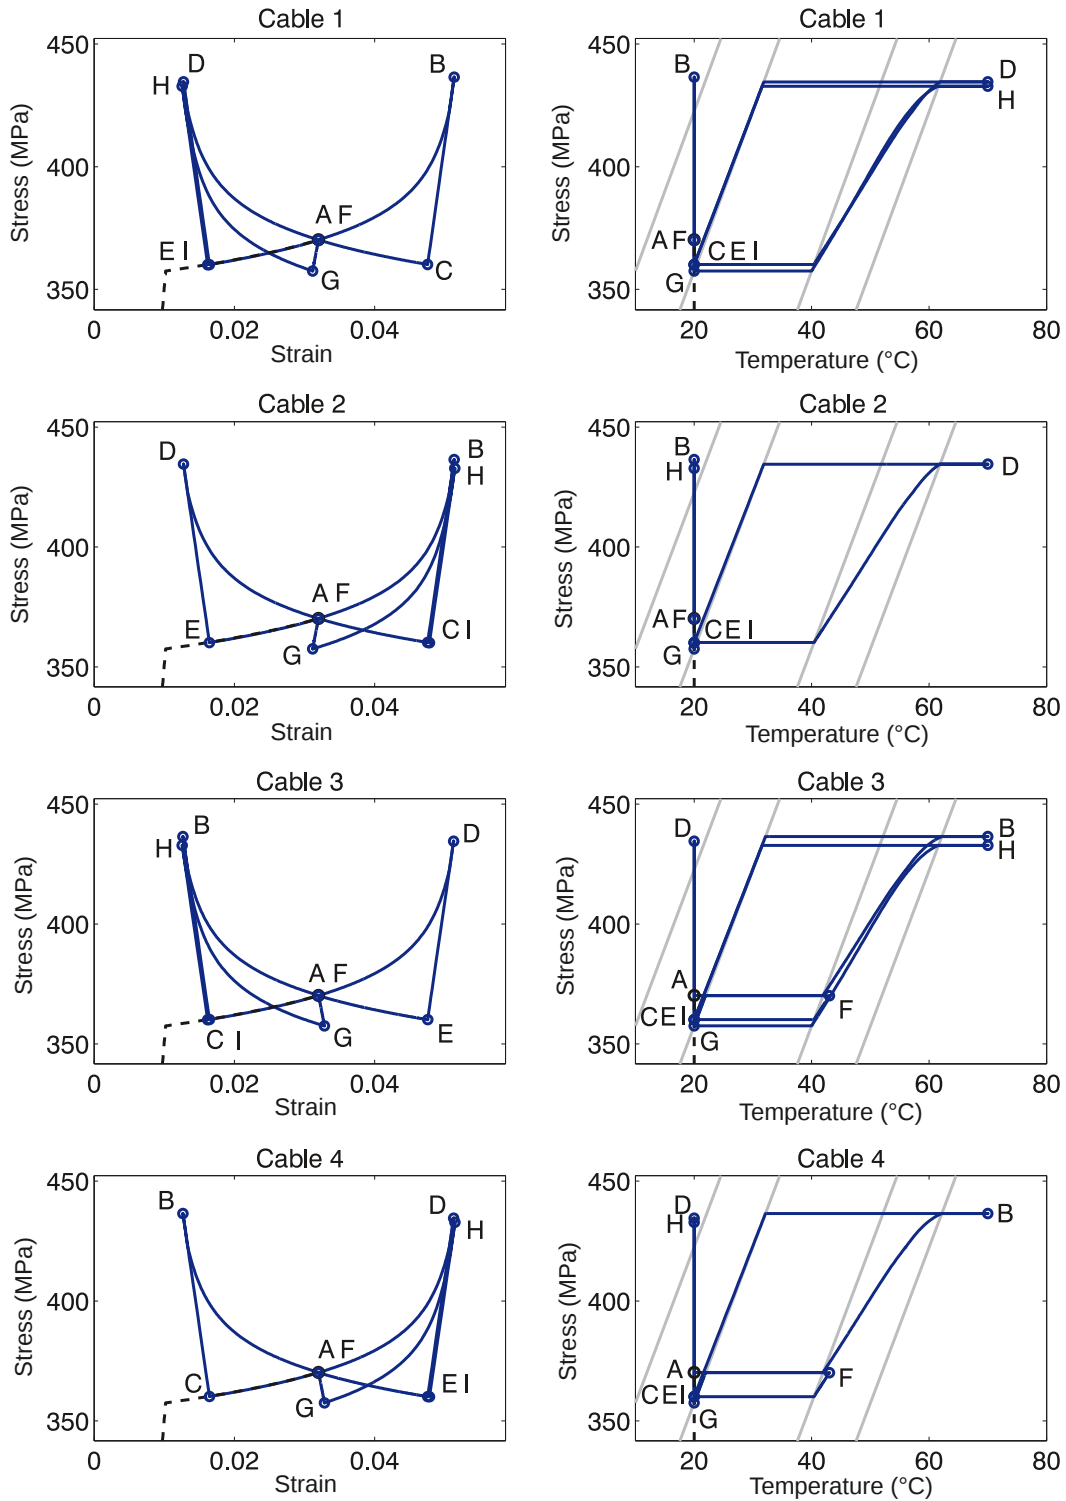 Cable 1
Cable 1
450
400
350
Stress (MPa)
D
H
B
A F
E I
G
C
0
0.02
0.04
Strain
450
400
350
Stress (MPa)
B
D
H
A F
C E I
G
20
40
60
80
Temperature (°C)
Cable 2
Cable 2
450
400
350
Stress (MPa)
D
B
H
A F
E
C I
G
0
0.02
0.04
Strain
450
400
350
Stress (MPa)
B
H
D
A F
C E I
G
20
40
60
80
Temperature (°C)
Cable 3
Cable 3
450
400
350
Stress (MPa)
B
H
D
A F
C I
G
E
0
0.02
0.04
Strain
450
400
350
Stress (MPa)
D
B
H
A
F
C E I
G
20
40
60
80
Temperature (°C)
Cable 4
Cable 4
450
400
350
Stress (MPa)
B
D
H
A F
C
E I
G
0
0.02
0.04
Strain
450
400
350
Stress (MPa)
D
H
B
A
F
C E I
G
20
40
60
80
Temperature (°C)